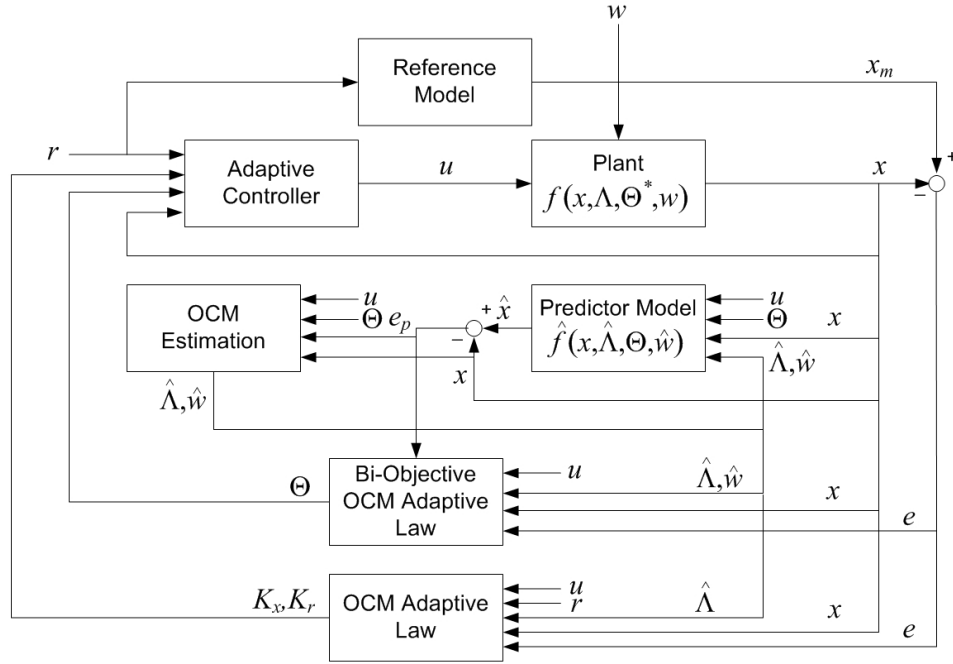 w
Reference
Model
x_m
r
Adaptive
Controller
u
Plant
f(x,Λ,Θ*,w)
x
+
−
OCM
Estimation
u
Θ e_p
x
+ x̂
−
Predictor Model
f̂(x,Λ̂,Θ,ŵ)
u
Θ
x
Λ̂,ŵ
Λ̂,ŵ
Θ
Bi-Objective
OCM Adaptive
Law
u
Λ̂,ŵ
x
e
K_x,K_r
OCM Adaptive
Law
u
r
Λ̂
x
e